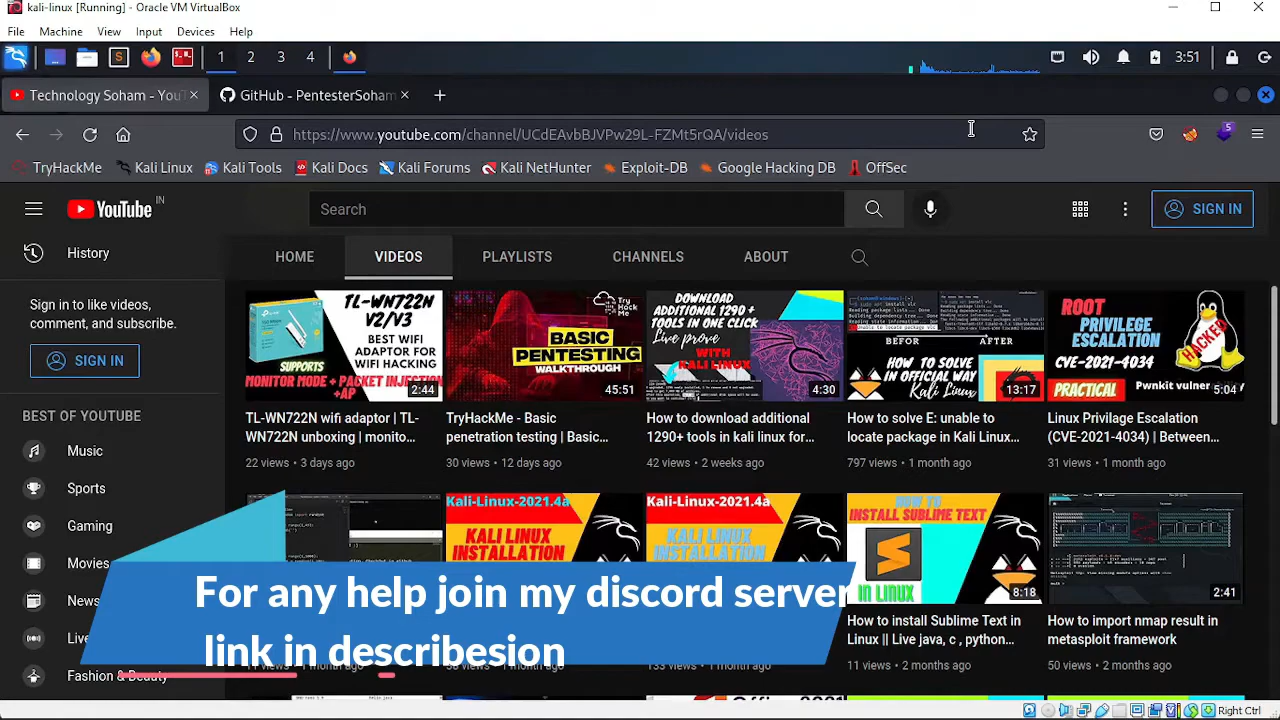 kali-linux [Running] - Oracle VM VirtualBox
File Machine View Input Devices Help
1 2 3 4 3:51
Technology Soham - YouT GitHub - PentesterSoham
https://www.youtube.com/channel/UCdEAvbBJVPw29L-FZMt5rQA/videos
TryHackMe Kali Linux Kali Tools Kali Docs Kali Forums Kali NetHunter Exploit-DB Google Hacking DB OffSec
YouTube IN Search SIGN IN
History HOME VIDEOS PLAYLISTS CHANNELS ABOUT
Sign in to like videos,
comment, and subscribe.
SIGN IN
BEST OF YOUTUBE
Music
Sports
Gaming
News
TL-WN722N
V2/V3
BEST WIFI
ADAPTOR FOR
WIFI HACKING
SUPPORTS
MONITOR MODE + PACKET INJECTION
+AP
2:44
TL-WN722N wifi adaptor | TL-
WN722N unboxing | monito...
22 views • 3 days ago
Try
Hack
Me
BASIC
PENTESTING
WALKTHROUGH
45:51
TryHackMe - Basic
penetration testing | Basic...
30 views • 12 days ago
DOWNLOAD
ADDITIONAL 1290
TOOLS IN ONE CLICK
Live prove
WITH
KALI LINUX
4:30
How to download additional
1290+ tools in kali linux for...
42 views • 2 weeks ago
BEFOR AFTER
HOW TO SOLVE
IN OFFICIAL WAY
Kali Linux
13:17
How to solve E: unable to
locate package in Kali Linux...
797 views • 1 month ago
ROOT
PRIVILEGE
ESCALATION
CVE-2021-4034
PRACTICAL
Pwnkit vulner
HACKED
5:04
Linux Privilage Escalation
(CVE-2021-4034) | Between...
31 views • 1 month ago
Kali-Linux-2021.4a
KALI LINUX
INSTALLATION
Kali-Linux-2021.4a
KALI LINUX
INSTALLATION
HOW TO
INSTALL SUBLIME TEXT
IN LINUX
8:18
How to install Sublime Text in
Linux || Live java, c , python...
11 views • 2 months ago
2:41
How to import nmap result in
metasploit framework
50 views • 2 months ago
For any help join my discord server
link in describesion
Right Ctrl